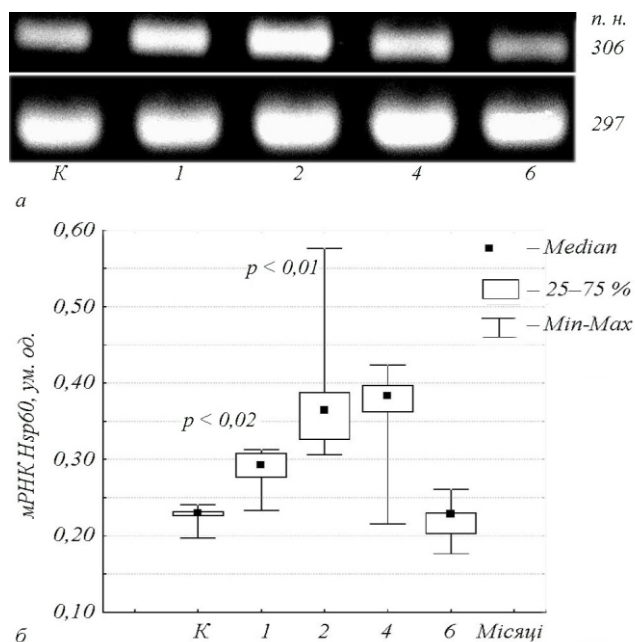 п. н.
306
297
К 1 2 4 6
а
0,60
0,50
0,40
0,30
0,20
0,10
мРНК Hsp60, ум. од.
p < 0,01
p < 0,02
– Median
– 25–75 %
– Min-Max
б
К 1 2 4 6 Місяці